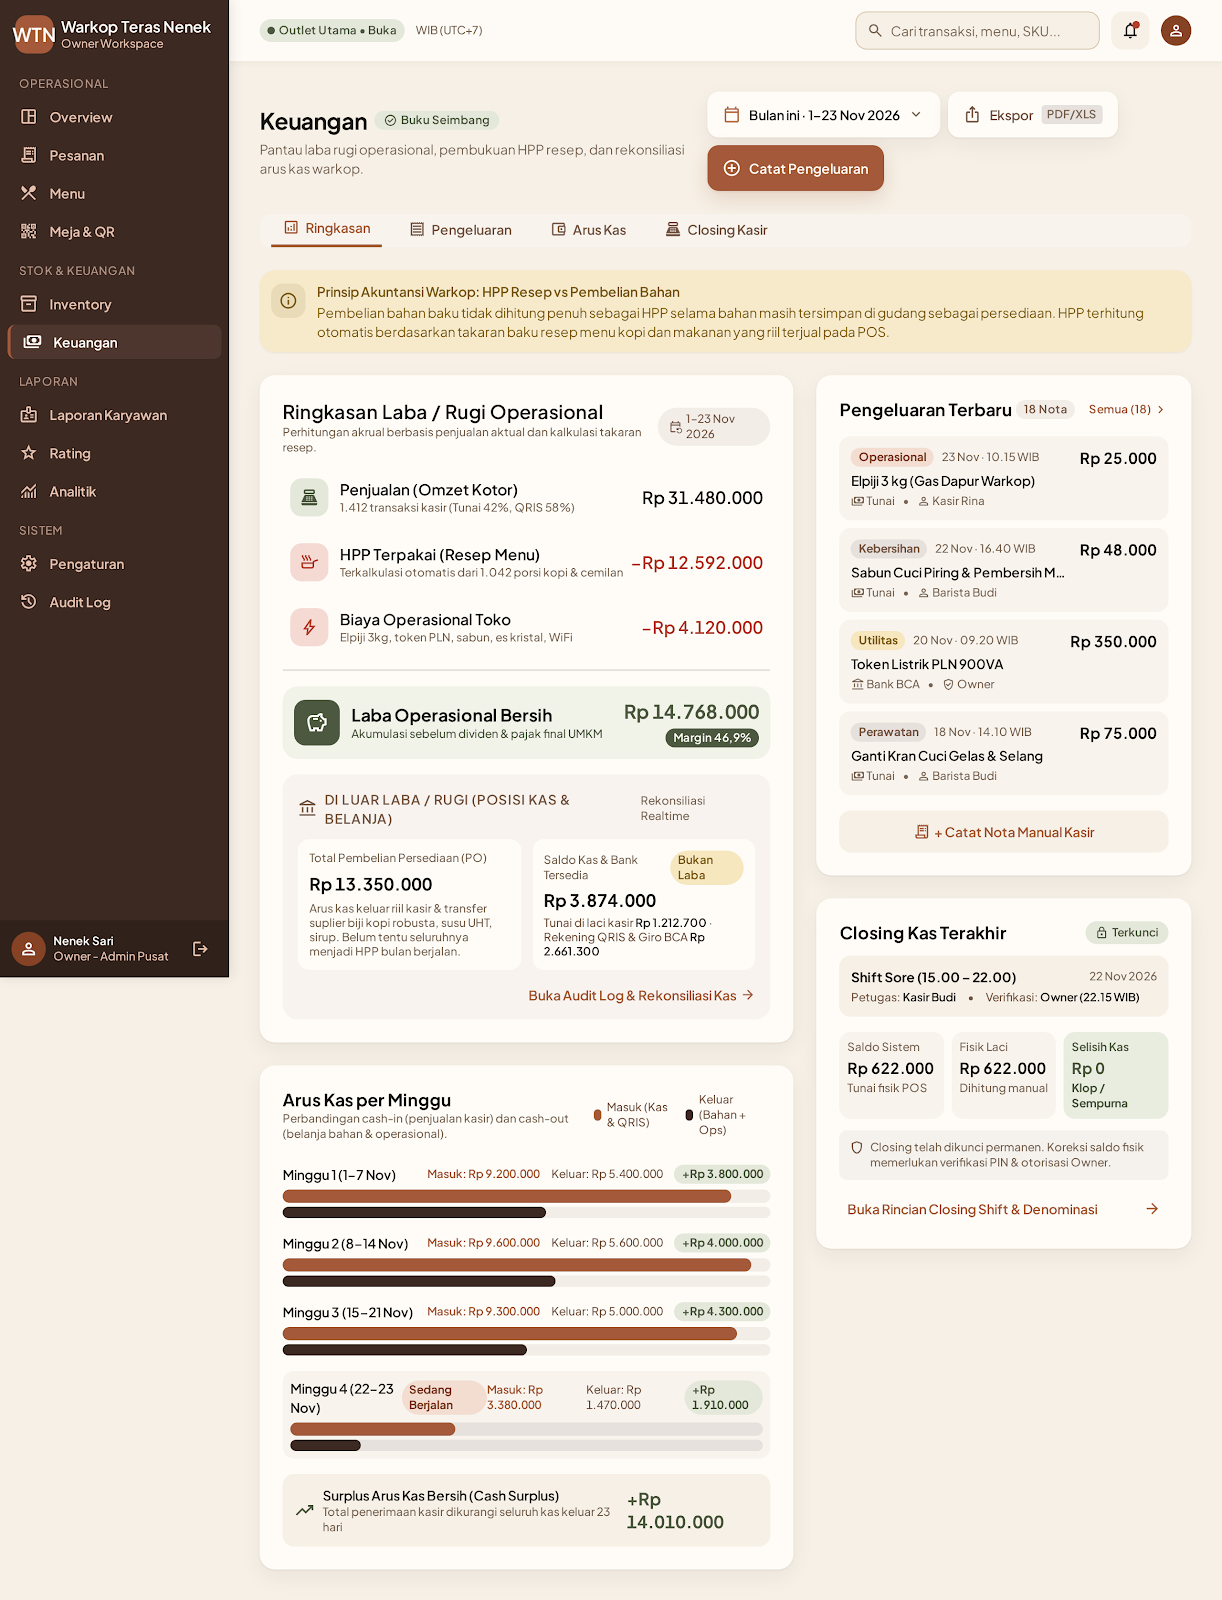 WTN
Warkop Teras Nenek
Owner Workspace
OPERASIONAL
Overview
Pesanan
Menu
Meja & QR
STOK & KEUANGAN
Inventory
Keuangan
LAPORAN
Laporan Karyawan
Rating
Analitik
SISTEM
Pengaturan
Audit Log
Nenek Sari
Owner - Admin Pusat
Outlet Utama • Buka
WIB (UTC+7)
Cari transaksi, menu, SKU...
Keuangan
Buku Seimbang
Pantau laba rugi operasional, pembukuan HPP resep, dan rekonsiliasi
arus kas warkop.
Bulan ini · 1–23 Nov 2026
Ekspor PDF/XLS
Catat Pengeluaran
Ringkasan
Pengeluaran
Arus Kas
Closing Kasir
Prinsip Akuntansi Warkop: HPP Resep vs Pembelian Bahan
Pembelian bahan baku tidak dihitung penuh sebagai HPP selama bahan masih tersimpan di gudang sebagai persediaan. HPP terhitung
otomatis berdasarkan takaran baku resep menu kopi dan makanan yang riil terjual pada POS.
Ringkasan Laba / Rugi Operasional
Perhitungan akrual berbasis penjualan aktual dan kalkulasi takaran
resep.
1–23 Nov
2026
Penjualan (Omzet Kotor)
1.412 transaksi kasir (Tunai 42%, QRIS 58%)
Rp 31.480.000
HPP Terpakai (Resep Menu)
Terkalkulasi otomatis dari 1.042 porsi kopi & cemilan
−Rp 12.592.000
Biaya Operasional Toko
Elpiji 3kg, token PLN, sabun, es kristal, WiFi
−Rp 4.120.000
Laba Operasional Bersih
Akumulasi sebelum dividen & pajak final UMKM
Rp 14.768.000
Margin 46,9%
DI LUAR LABA / RUGI (POSISI KAS &
BELANJA)
Rekonsiliasi
Realtime
Total Pembelian Persediaan (PO)
Rp 13.350.000
Arus kas keluar riil kasir & transfer
suplier biji kopi robusta, susu UHT,
sirup. Belum tentu seluruhnya
menjadi HPP bulan berjalan.
Saldo Kas & Bank
Tersedia
Bukan
Laba
Rp 3.874.000
Tunai di laci kasir Rp 1.212.700 ·
Rekening QRIS & Giro BCA Rp
2.661.300
Buka Audit Log & Rekonsiliasi Kas
Arus Kas per Minggu
Perbandingan cash-in (penjualan kasir) dan cash-out
(belanja bahan & operasional).
Masuk (Kas
& QRIS)
Keluar
(Bahan +
Ops)
Minggu 1 (1–7 Nov)
Masuk: Rp 9.200.000
Keluar: Rp 5.400.000
+Rp 3.800.000
Minggu 2 (8–14 Nov)
Masuk: Rp 9.600.000
Keluar: Rp 5.600.000
+Rp 4.000.000
Minggu 3 (15–21 Nov)
Masuk: Rp 9.300.000
Keluar: Rp 5.000.000
+Rp 4.300.000
Minggu 4 (22–23
Nov)
Sedang
Berjalan
Masuk: Rp
3.380.000
Keluar: Rp
1.470.000
+Rp
1.910.000
Surplus Arus Kas Bersih (Cash Surplus)
Total penerimaan kasir dikurangi seluruh kas keluar 23
hari
+Rp
14.010.000
Pengeluaran Terbaru
18 Nota
Semua (18)
Operasional
23 Nov · 10.15 WIB
Rp 25.000
Elpiji 3 kg (Gas Dapur Warkop)
Tunai • Kasir Rina
Kebersihan
22 Nov · 16.40 WIB
Rp 48.000
Sabun Cuci Piring & Pembersih M...
Tunai • Barista Budi
Utilitas
20 Nov · 09.20 WIB
Rp 350.000
Token Listrik PLN 900VA
Bank BCA • Owner
Perawatan
18 Nov · 14.10 WIB
Rp 75.000
Ganti Kran Cuci Gelas & Selang
Tunai • Barista Budi
+ Catat Nota Manual Kasir
Closing Kas Terakhir
Terkunci
Shift Sore (15.00 – 22.00)
22 Nov 2026
Petugas: Kasir Budi • Verifikasi: Owner (22.15 WIB)
Saldo Sistem
Rp 622.000
Tunai fisik POS
Fisik Laci
Rp 622.000
Dihitung manual
Selisih Kas
Rp 0
Klop /
Sempurna
Closing telah dikunci permanen. Koreksi saldo fisik
memerlukan verifikasi PIN & otorisasi Owner.
Buka Rincian Closing Shift & Denominasi